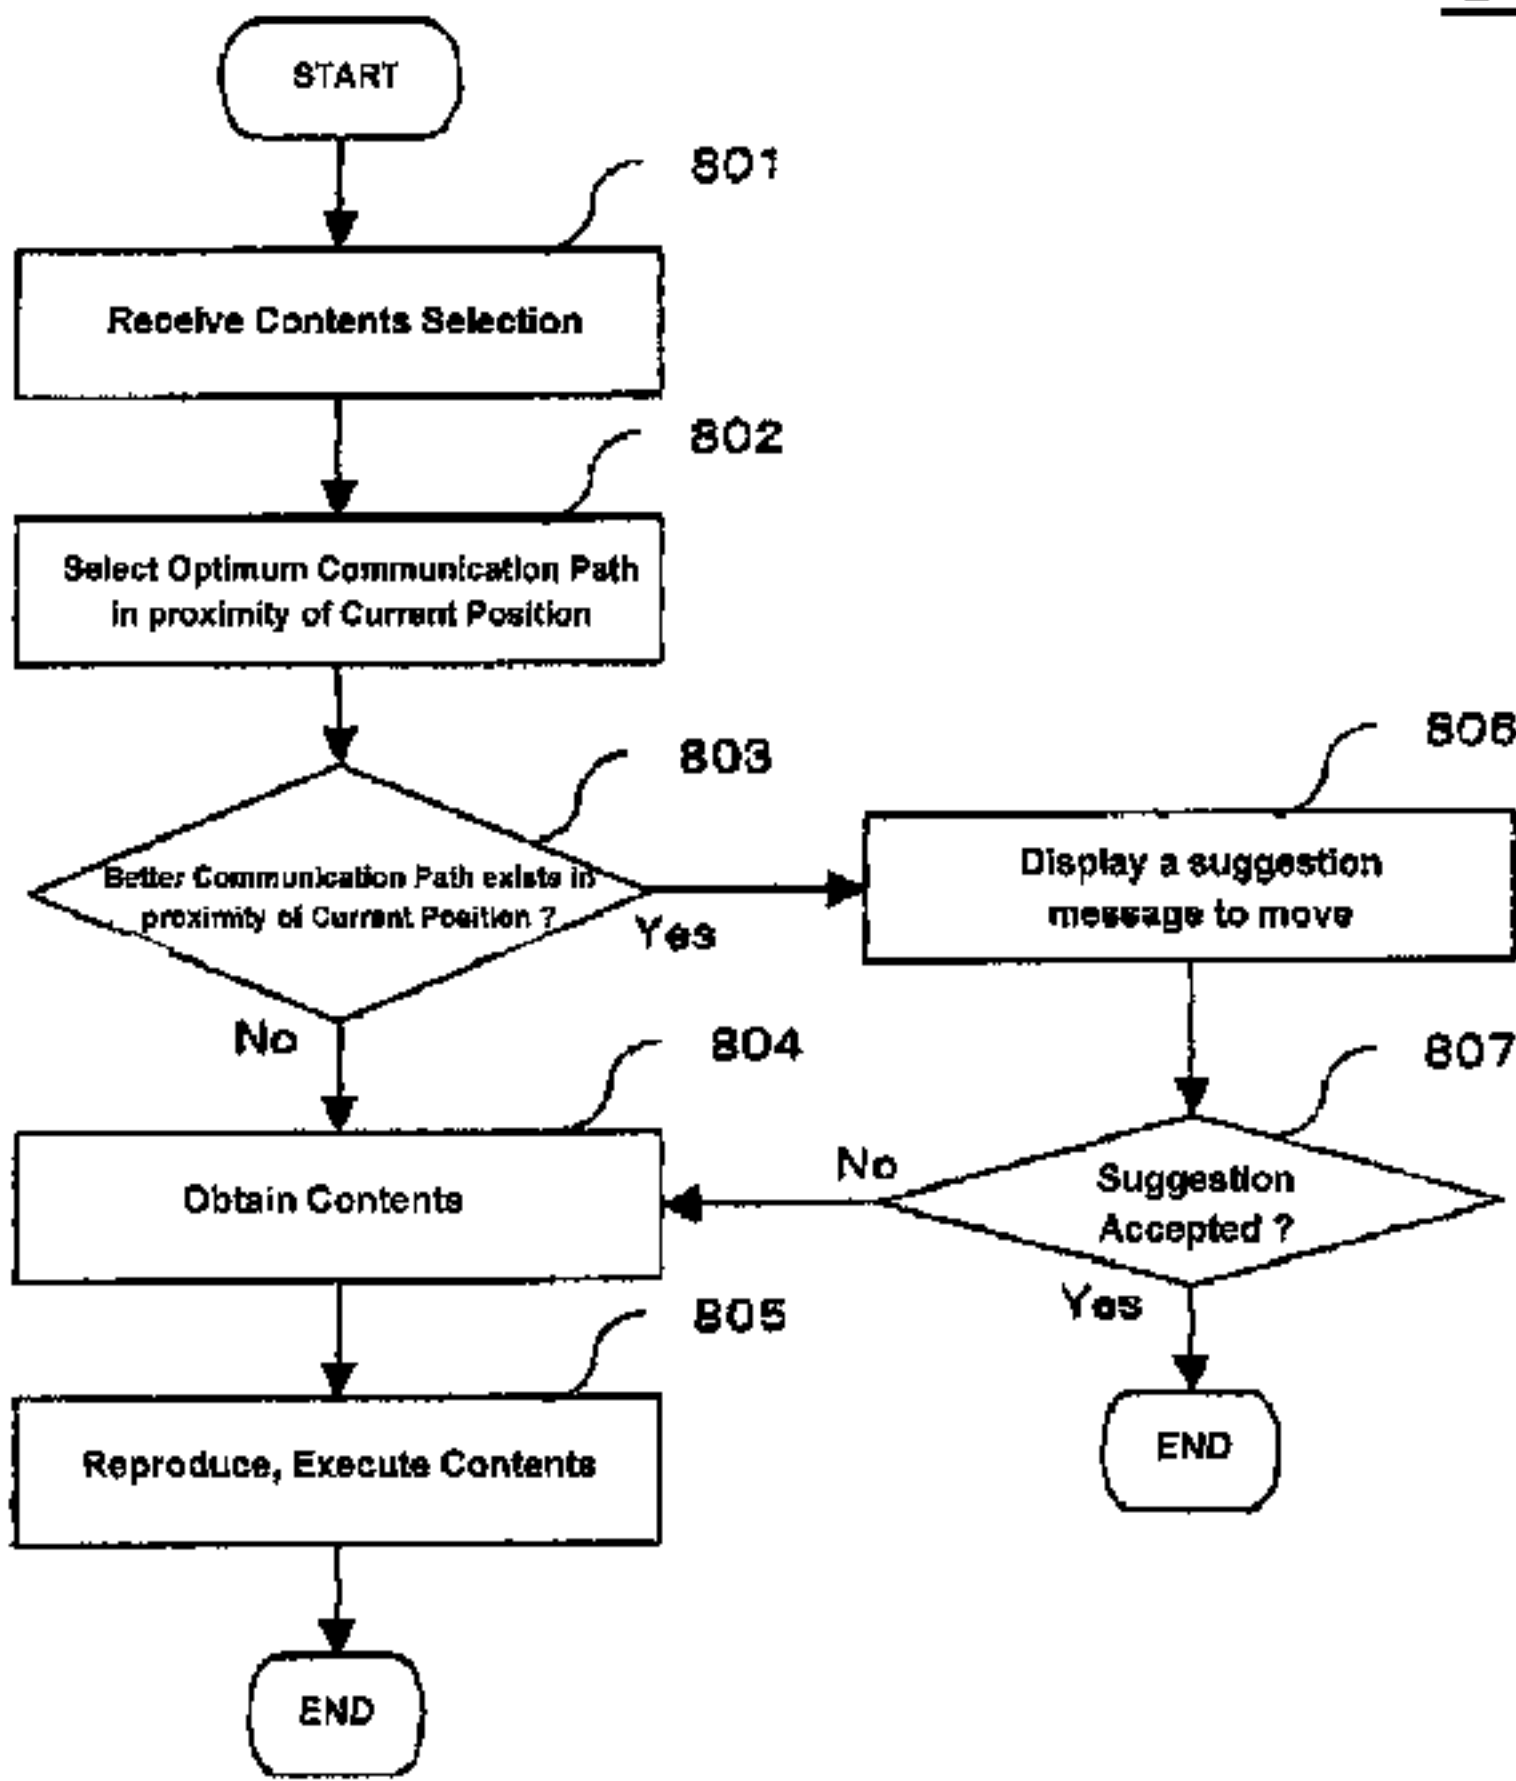 START
801
Receive Contents Selection
802
Select Optimum Communication Path
in proximity of Current Position
803
Better Communication Path exists in
proximity of Current Position ?
Yes
No
806
Display a suggestion
message to move
807
Suggestion
Accepted ?
No
Yes
END
804
Obtain Contents
805
Reproduce, Execute Contents
END